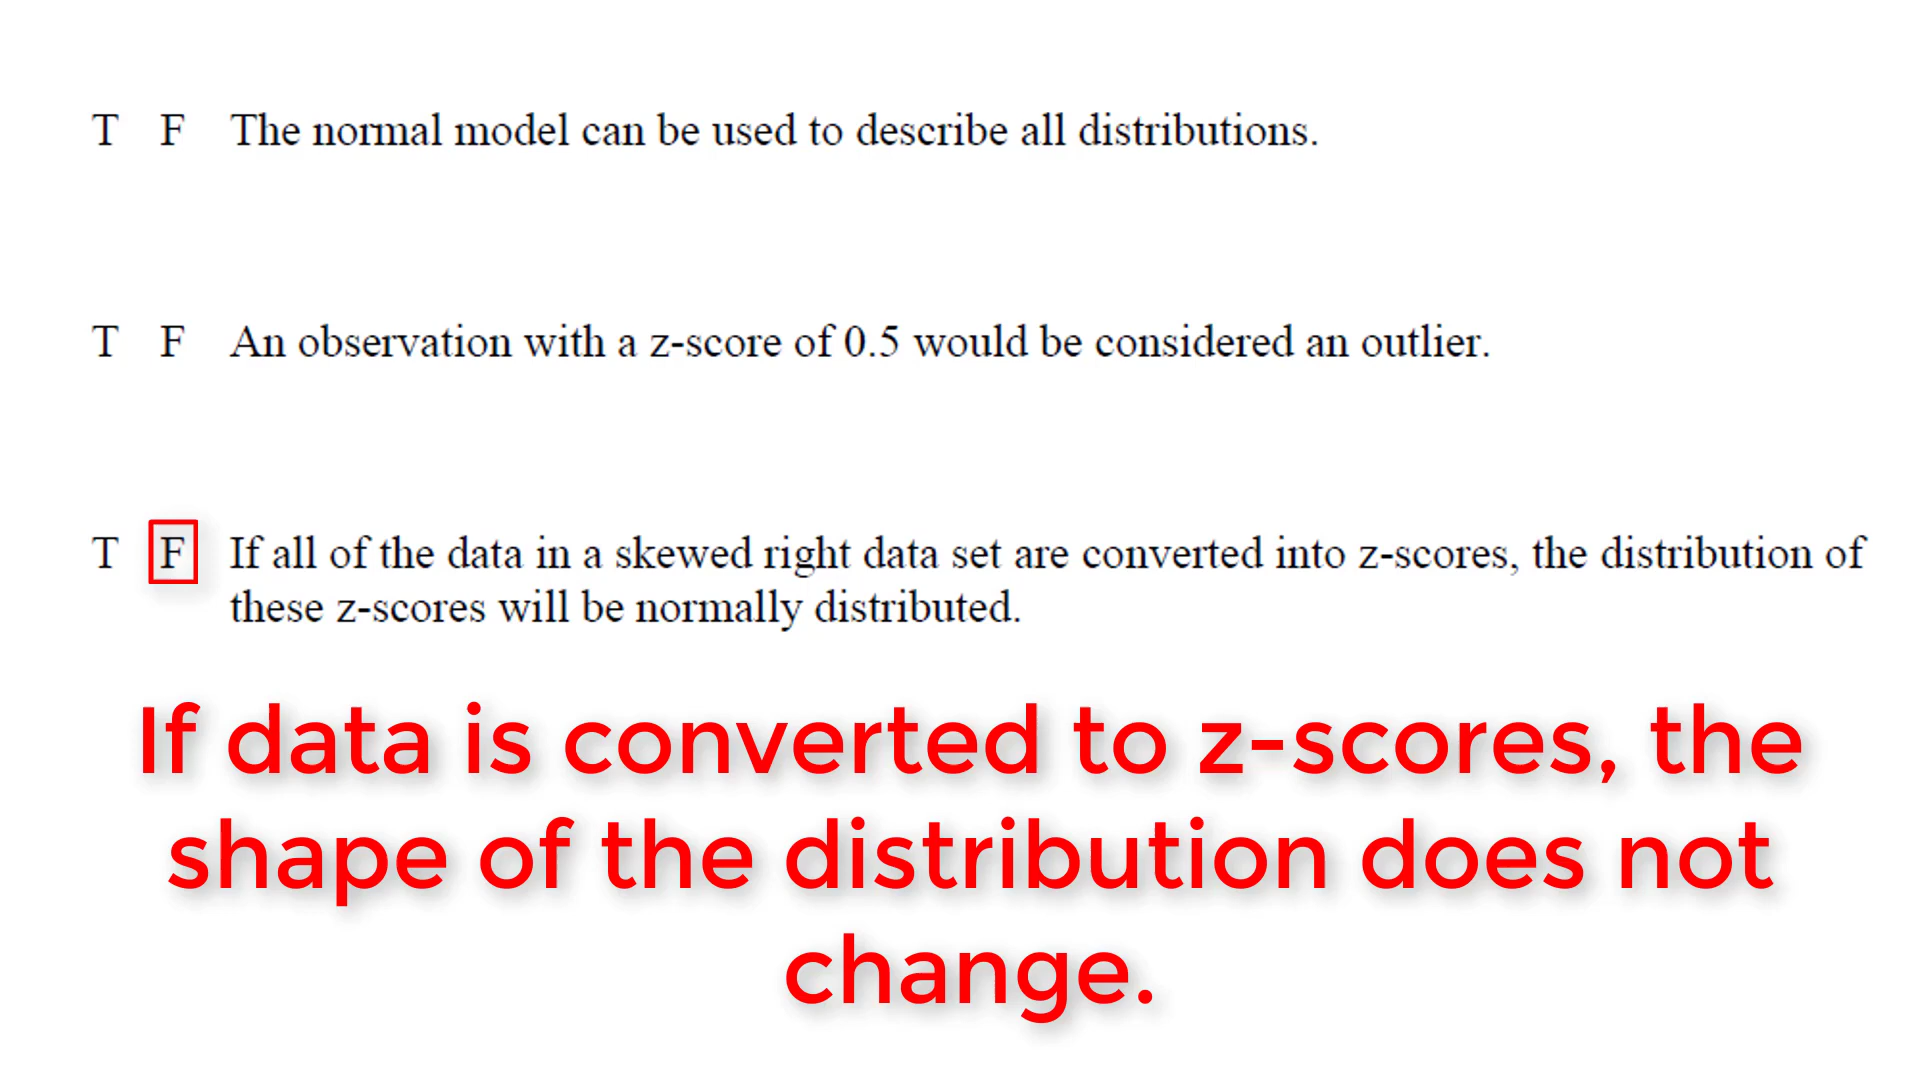 T F The normal model can be used to describe all distributions.
T F An observation with a z-score of 0.5 would be considered an outlier.
T F If all of the data in a skewed right data set are converted into z-scores, the distribution of
these z-scores will be normally distributed.
If data is converted to z-scores, the
shape of the distribution does not
change.